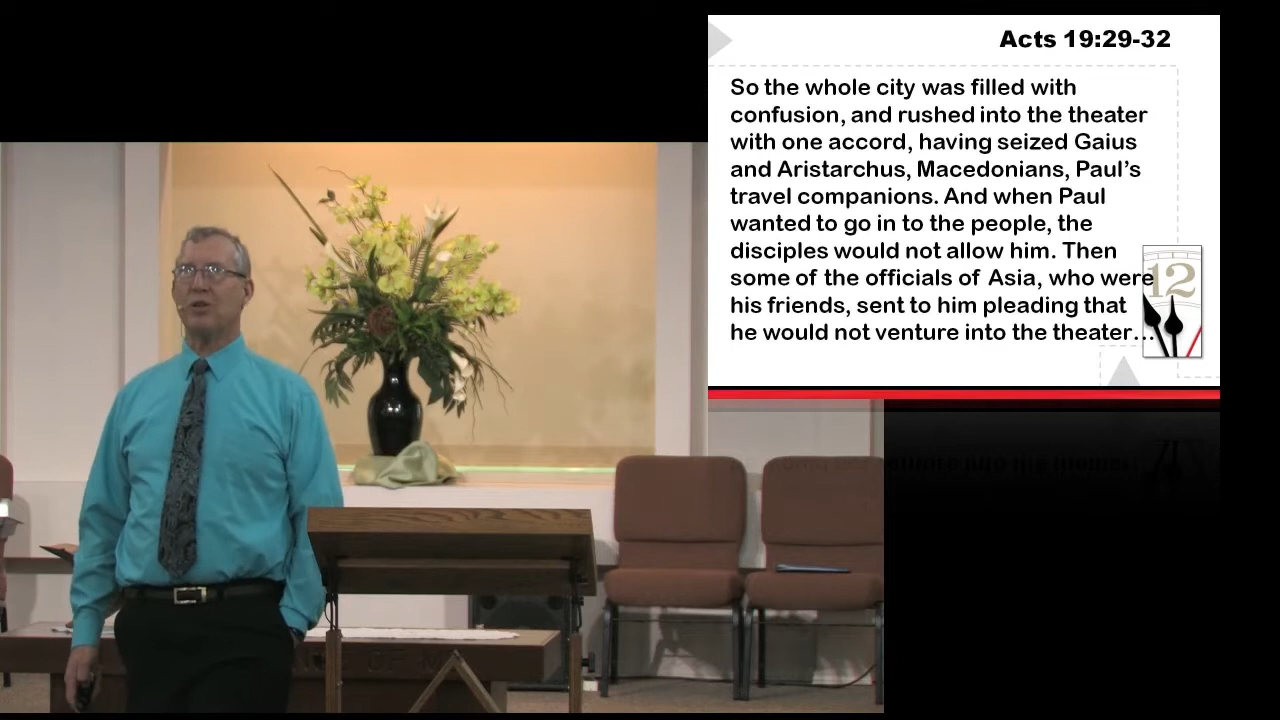 Acts 19:29-32
So the whole city was filled with
confusion, and rushed into the theater
with one accord, having seized Gaius
and Aristarchus, Macedonians, Paul’s
travel companions. And when Paul
wanted to go in to the people, the
disciples would not allow him. Then
some of the officials of Asia, who were
his friends, sent to him pleading that
he would not venture into the theater…
12